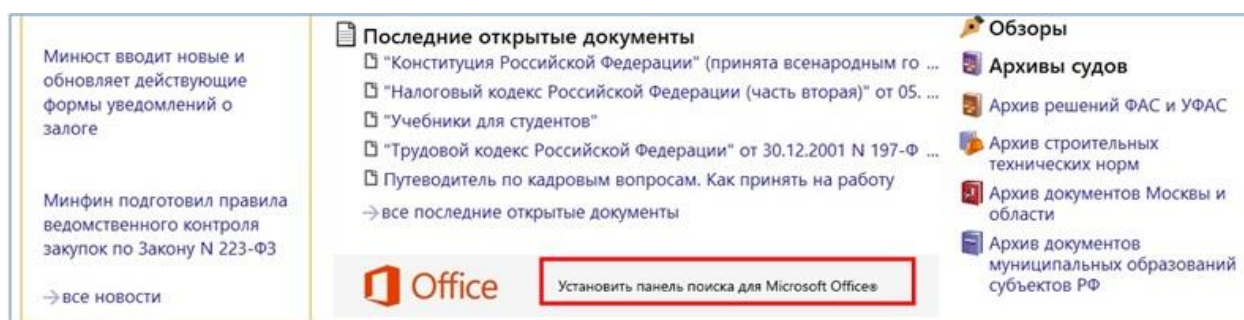 Минюст вводит новые и
обновляет действующие
формы уведомлений о
залоге
Минфин подготовил правила
ведомственного контроля
закупок по Закону N 223-ФЗ
→все новости
Последние открытые документы
"Конституция Российской Федерации" (принята всенародным го ...
"Налоговый кодекс Российской Федерации (часть вторая)" от 05. ...
"Учебники для студентов"
"Трудовой кодекс Российской Федерации" от 30.12.2001 N 197-Ф ...
Путеводитель по кадровым вопросам. Как принять на работу
→все последние открытые документы
Office
Установить панель поиска для Microsoft Office®
Обзоры
Архивы судов
Архив решений ФАС и УФАС
Архив строительных
технических норм
Архив документов Москвы и
области
Архив документов
муниципальных образований
субъектов РФ